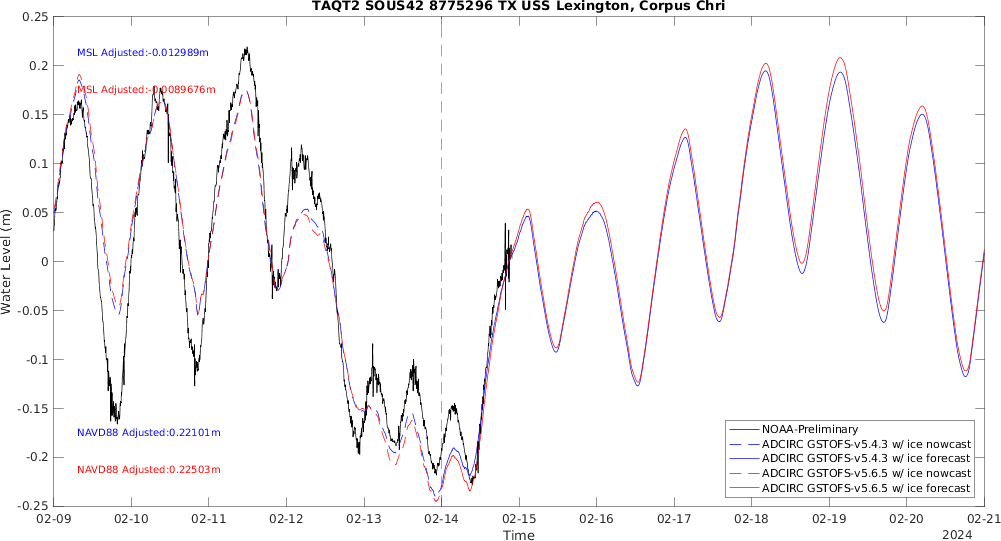 TAQT2 SOUS42 8775296 TX USS Lexington, Corpus Chri
0.25
0.2
0.15
0.1
0.05
0
-0.05
-0.1
-0.15
-0.2
-0.25
Water Level (m)
MSL Adjusted:-0.012989m
MSL Adjusted:-0.0089676m
NAVD88 Adjusted:0.22101m
NAVD88 Adjusted:0.22503m
NOAA-Preliminary
ADCIRC GSTOFS-v5.4.3 w/ ice nowcast
ADCIRC GSTOFS-v5.4.3 w/ ice forecast
ADCIRC GSTOFS-v5.6.5 w/ ice nowcast
ADCIRC GSTOFS-v5.6.5 w/ ice forecast
02-09 02-10 02-11 02-12 02-13 02-14 02-15 02-16 02-17 02-18 02-19 02-20 02-21
Time
2024